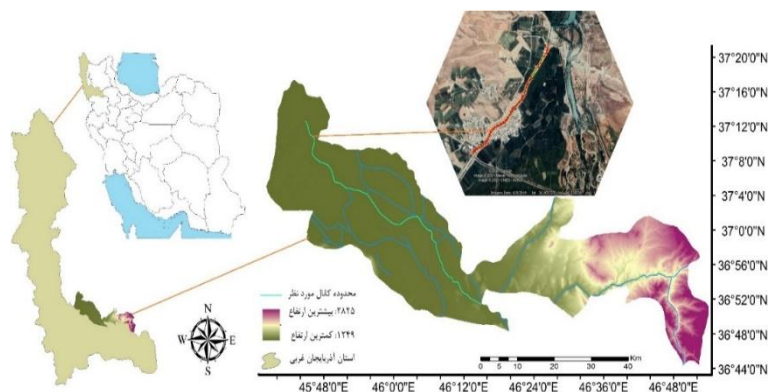 37°20'0"N
37°16'0"N
37°12'0"N
37°8'0"N
37°4'0"N
37°0'0"N
36°56'0"N
36°52'0"N
36°48'0"N
36°44'0"N
محدوده کانال مورد نظر
۲۸۲۵: بیشترین ارتفاع
۱۲۴۹: کمترین ارتفاع
استان آذربایجان غربی
N
W E
S
0 5 10 20 30 40
Km
45°48'0"E 46°0'0"E 46°12'0"E 46°24'0"E 46°36'0"E 46°48'0"E